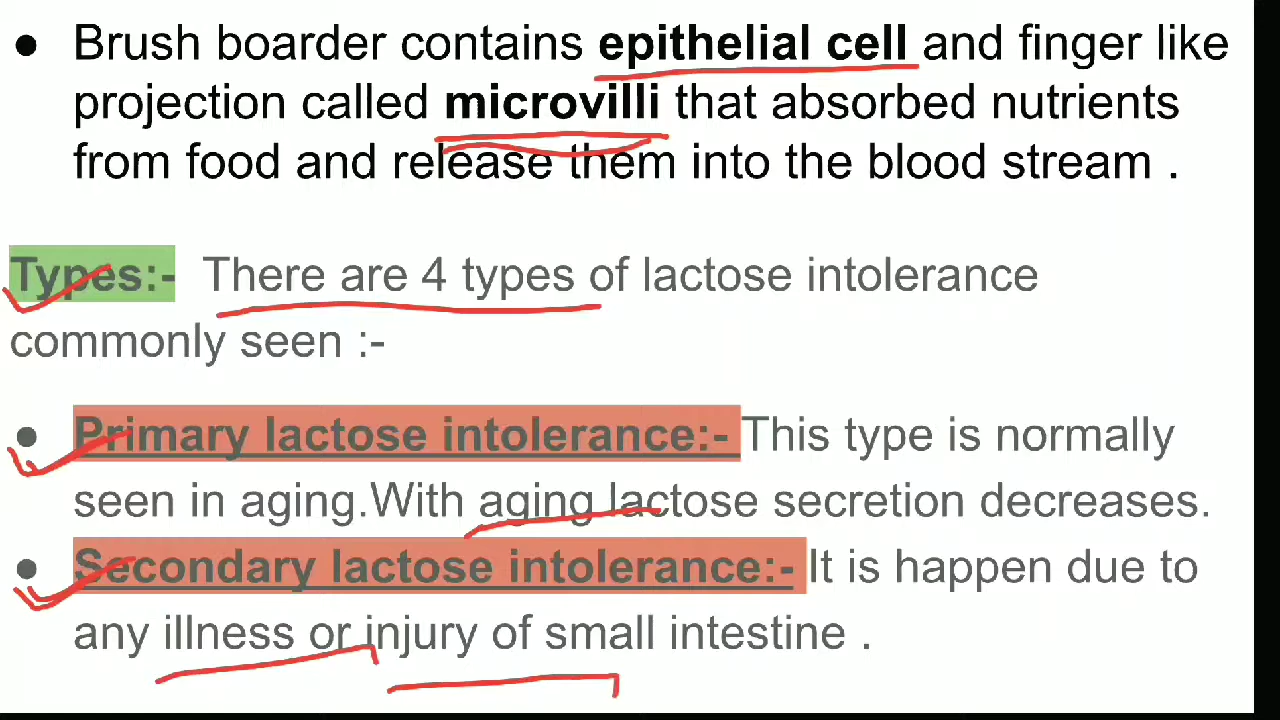 ● Brush boarder contains epithelial cell and finger like
projection called microvilli that absorbed nutrients
from food and release them into the blood stream .
Types:- There are 4 types of lactose intolerance
commonly seen :-
● Primary lactose intolerance:- This type is normally
seen in aging.With aging lactose secretion decreases.
● Secondary lactose intolerance:- It is happen due to
any illness or injury of small intestine .